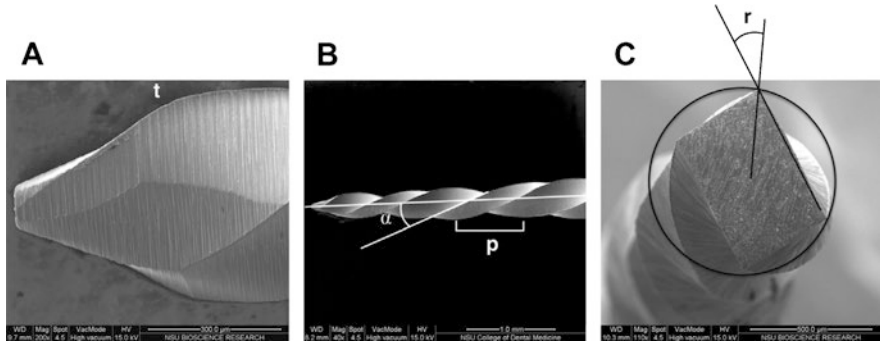 A
t
WD Mag Spot VacMode HV 300.0 µm
9.7 mm 200x 4.5 High vacuum 15.0 kV NSU BIOSCIENCE RESEARCH
B
α
p
WD Mag Spot VacMode HV 1.0 mm
8.2 mm 40x 4.5 High vacuum 15.0 kV NSU College of Dental Medicine
C
r
WD Mag Spot VacMode HV 500.0 µm
10.3 mm 110x 4.5 High vacuum 15.0 kV NSU BIOSCIENCE RESEARCH